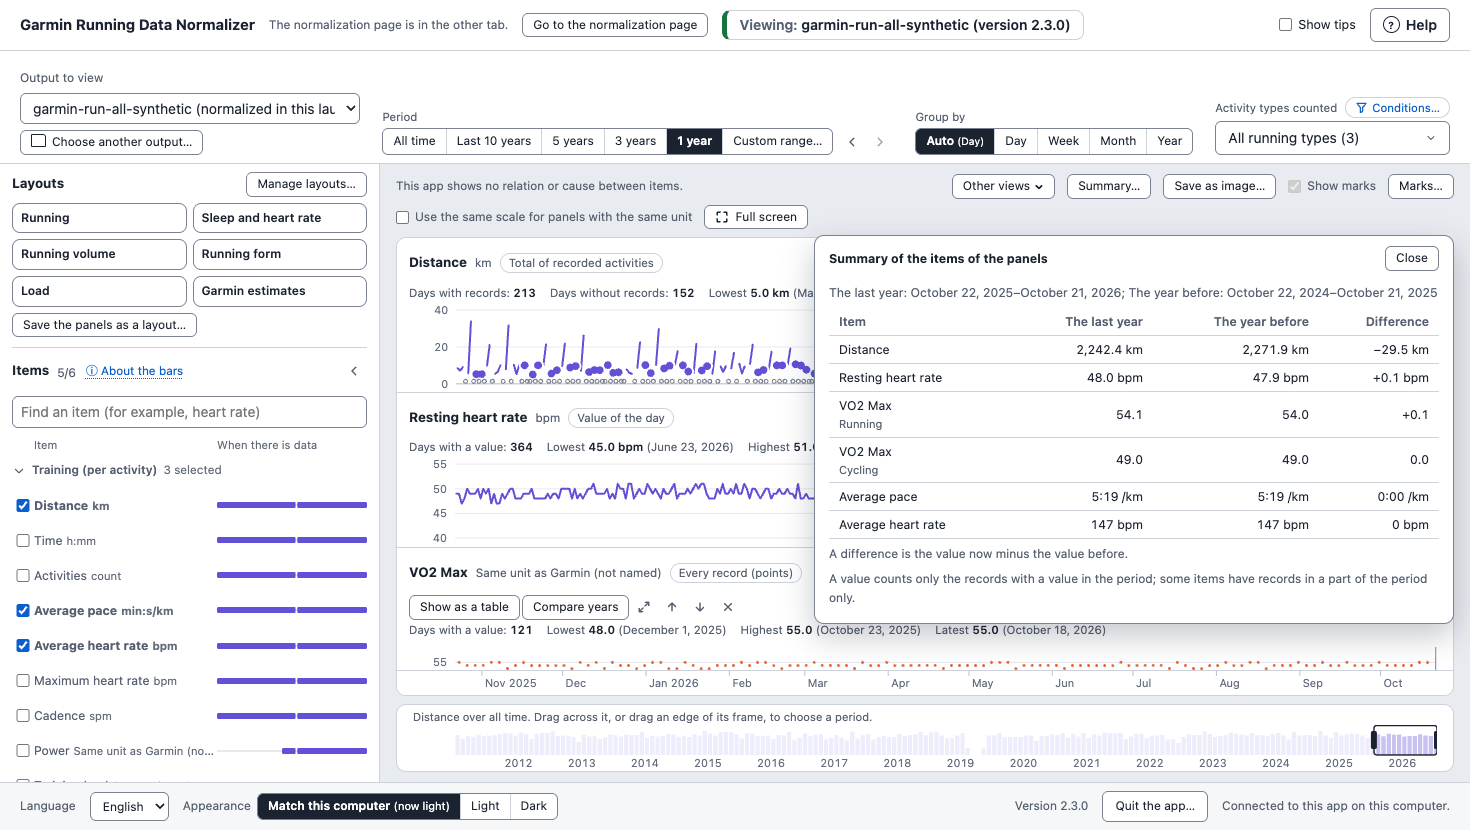 Garmin Running Data Normalizer
The normalization page is in the other tab.
Go to the normalization page
Viewing: garmin-run-all-synthetic (version 2.3.0)
Show tips
Help
Output to view
garmin-run-all-synthetic (normalized in this lau
Choose another output...
Period
All time
Last 10 years
5 years
3 years
1 year
Custom range...
Group by
Auto (Day)
Day
Week
Month
Year
Activity types counted
Conditions...
All running types (3)
Layouts
Manage layouts...
Running
Sleep and heart rate
Running volume
Running form
Load
Garmin estimates
Save the panels as a layout...
Items 5/6
About the bars
Find an item (for example, heart rate)
Item
When there is data
Training (per activity) 3 selected
Distance km
Time h:mm
Activities count
Average pace min:s/km
Average heart rate bpm
Maximum heart rate bpm
Cadence spm
Power Same unit as Garmin (no...
This app shows no relation or cause between items.
Other views
Summary...
Save as image...
Show marks
Marks...
Use the same scale for panels with the same unit
Full screen
Distance km Total of recorded activities
Days with records: 213 Days without records: 152 Lowest 5.0 km (Ma
40
20
0
Resting heart rate bpm Value of the day
Days with a value: 364 Lowest 45.0 bpm (June 23, 2026) Highest 51.
55
50
45
40
VO2 Max Same unit as Garmin (not named) Every record (points)
Show as a table
Compare years
Days with a value: 121 Lowest 48.0 (December 1, 2025) Highest 55.0 (October 23, 2025) Latest 55.0 (October 18, 2026)
55
Nov 2025 Dec Jan 2026 Feb Mar Apr May Jun Jul Aug Sep Oct
Summary of the items of the panels
Close
The last year: October 22, 2025–October 21, 2026; The year before: October 22, 2024–October 21, 2025
Item The last year The year before Difference
Distance 2,242.4 km 2,271.9 km −29.5 km
Resting heart rate 48.0 bpm 47.9 bpm +0.1 bpm
VO2 Max
Running
54.1 54.0 +0.1
VO2 Max
Cycling
49.0 49.0 0.0
Average pace 5:19 /km 5:19 /km 0:00 /km
Average heart rate 147 bpm 147 bpm 0 bpm
A difference is the value now minus the value before.
A value counts only the records with a value in the period; some items have records in a part of the period
only.
Distance over all time. Drag across it, or drag an edge of its frame, to choose a period.
2012 2013 2014 2015 2016 2017 2018 2019 2020 2021 2022 2023 2024 2025 2026
Language
English
Appearance
Match this computer (now light)
Light
Dark
Version 2.3.0
Quit the app...
Connected to this app on this computer.